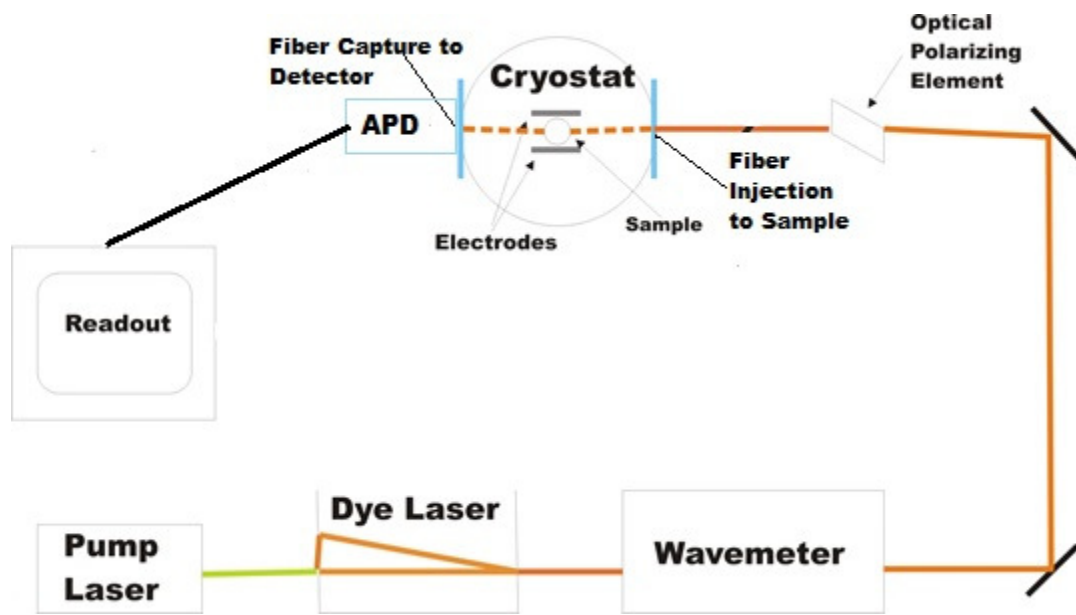 Optical
Polarizing
Element
Fiber Capture to
Detector
Cryostat
APD
Fiber
Injection
to Sample
Sample
Electrodes
Readout
Dye Laser
Pump
Laser
Wavemeter